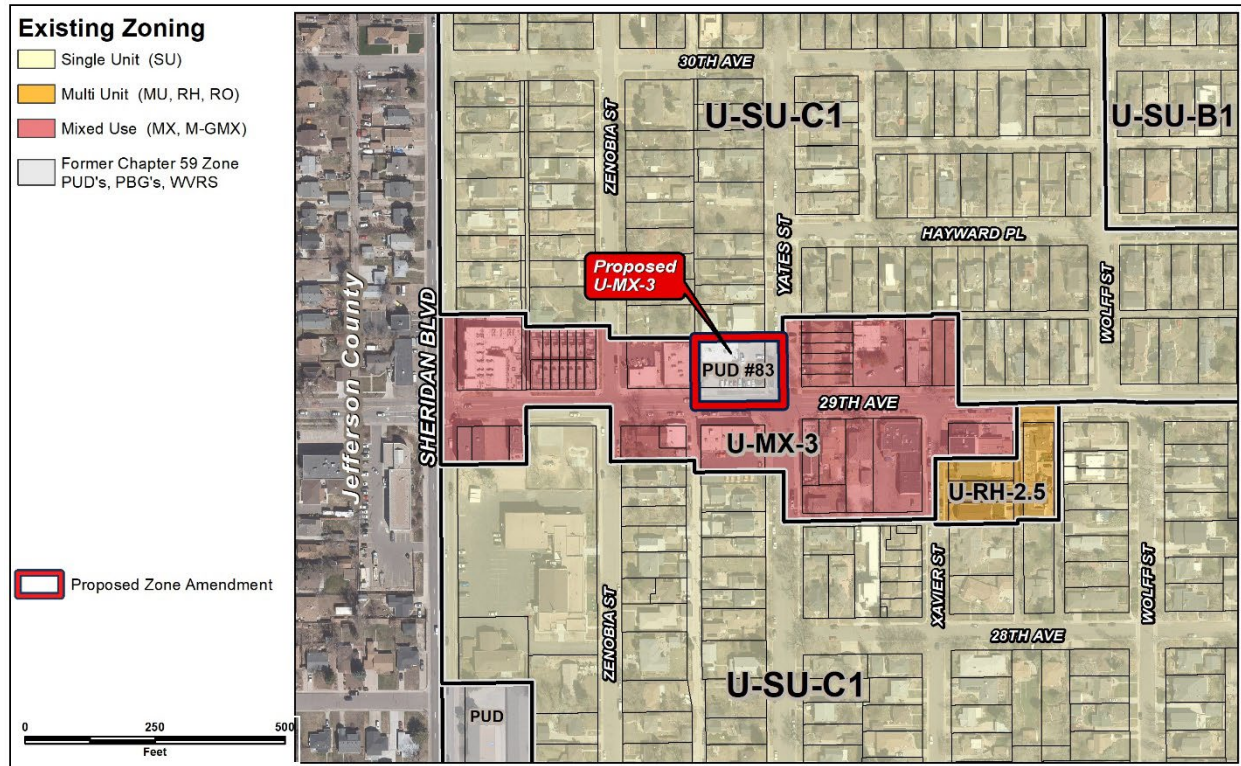 Existing Zoning
Single Unit (SU)
Multi Unit (MU, RH, RO)
Mixed Use (MX, M-GMX)
Former Chapter 59 Zone
PUD's, PBG's, WVRS
Proposed Zone Amendment
0 250 500
Feet
30TH AVE
U-SU-C1
U-SU-B1
ZENOBIA ST
YATES ST
HAYWARD PL
WOLFF ST
Proposed
U-MX-3
Jefferson County
SHERIDAN BLVD
PUD #83
29TH AVE
U-MX-3
U-RH-2.5
ZENOBIA ST
XAVIER ST
WOLFF ST
28TH AVE
U-SU-C1
PUD